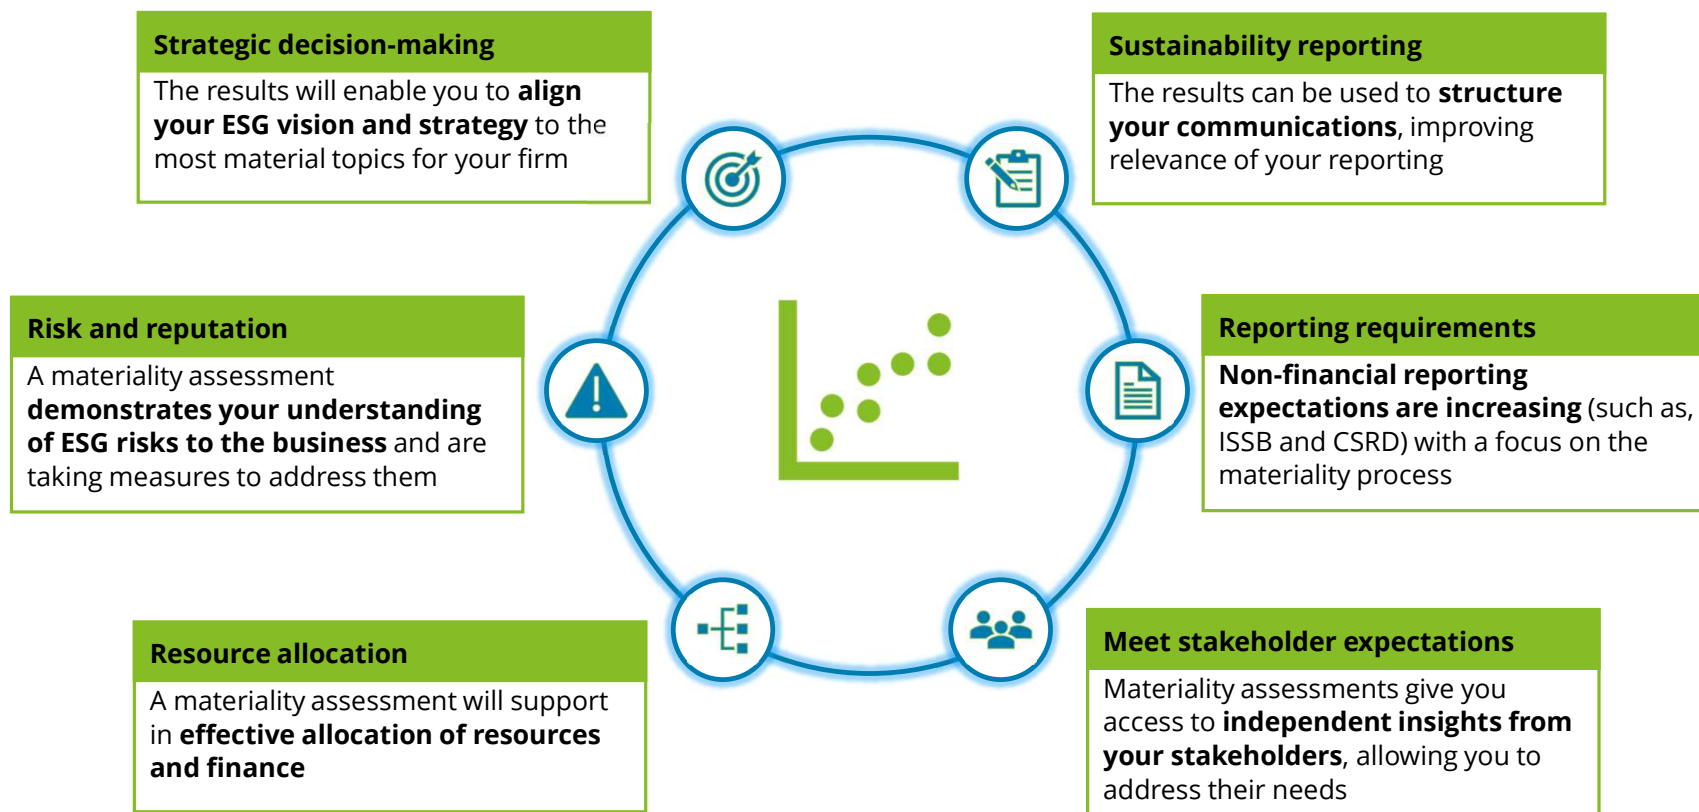 Strategic decision-making
The results will enable you to align
your ESG vision and strategy to the
most material topics for your firm
Sustainability reporting
The results can be used to structure
your communications, improving
relevance of your reporting
Risk and reputation
A materiality assessment
demonstrates your understanding
of ESG risks to the business and are
taking measures to address them
Reporting requirements
Non-financial reporting
expectations are increasing (such as,
ISSB and CSRD) with a focus on the
materiality process
Resource allocation
A materiality assessment will support
in effective allocation of resources
and finance
Meet stakeholder expectations
Materiality assessments give you
access to independent insights from
your stakeholders, allowing you to
address their needs